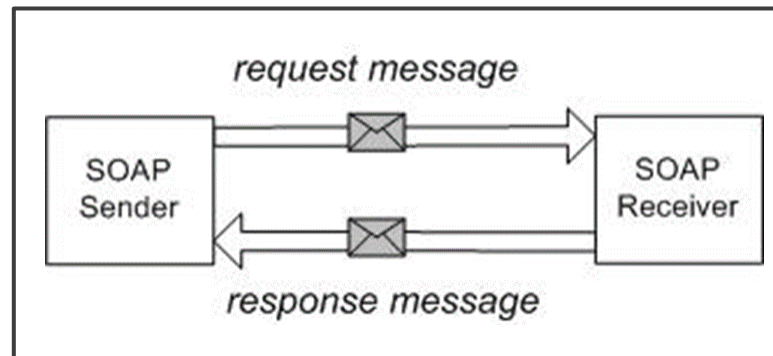 request message
SOAP
Sender
SOAP
Receiver
response message